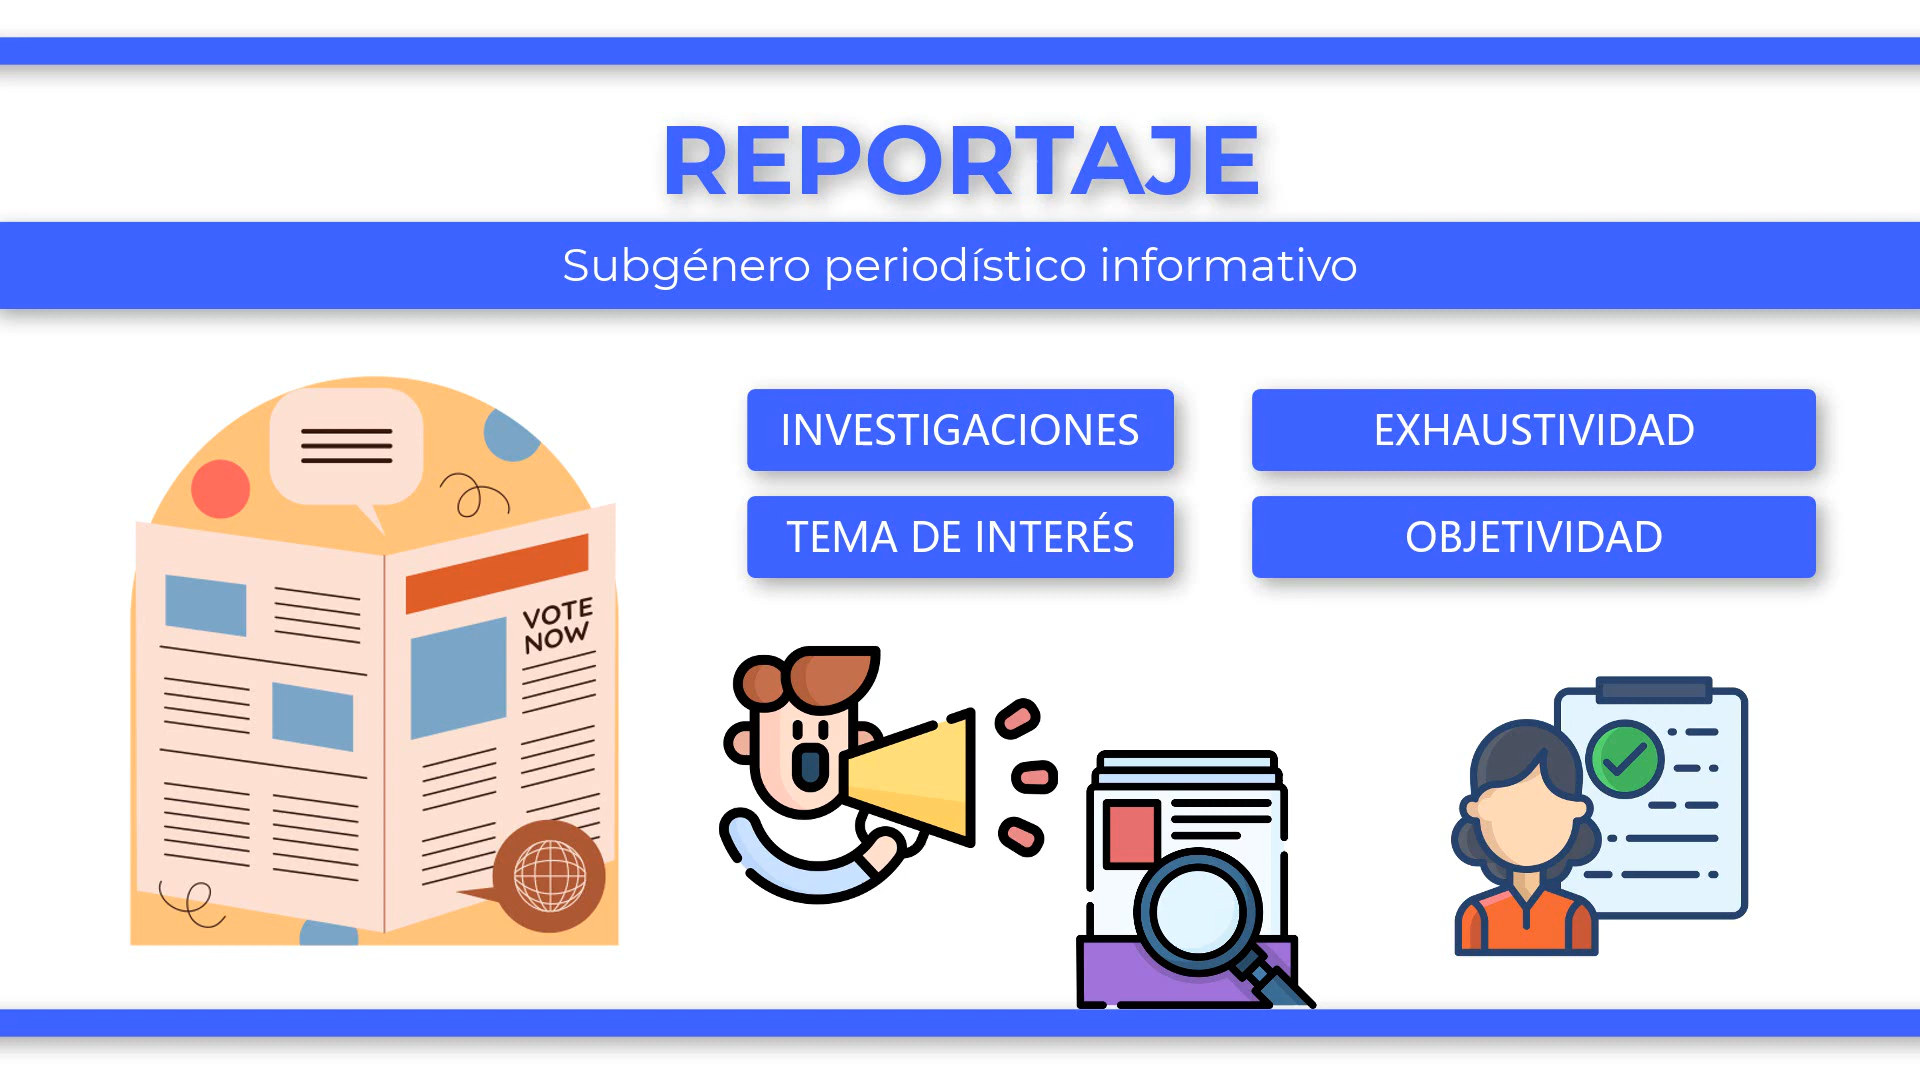 REPORTAJE
Subgénero periodístico informativo
INVESTIGACIONES
EXHAUSTIVIDAD
TEMA DE INTERÉS
OBJETIVIDAD
VOTE
NOW